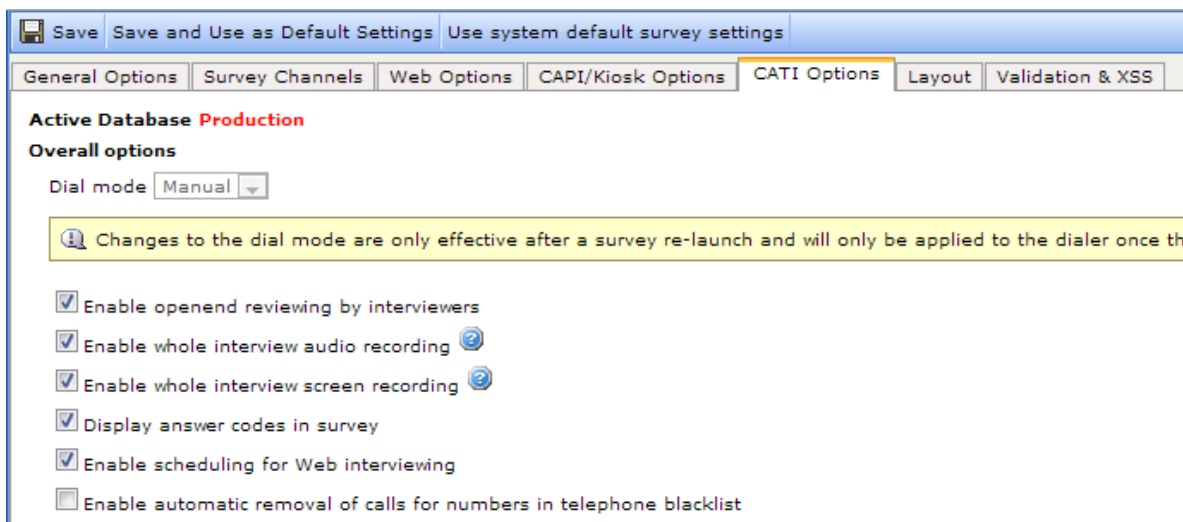 Save Save and Use as Default Settings Use system default survey settings
General Options Survey Channels Web Options CAPI/Kiosk Options CATI Options Layout Validation & XSS
Active Database Production
Overall options
Dial mode Manual
Changes to the dial mode are only effective after a survey re-launch and will only be applied to the dialer once th
Enable openend reviewing by interviewers
Enable whole interview audio recording
Enable whole interview screen recording
Display answer codes in survey
Enable scheduling for Web interviewing
Enable automatic removal of calls for numbers in telephone blacklist